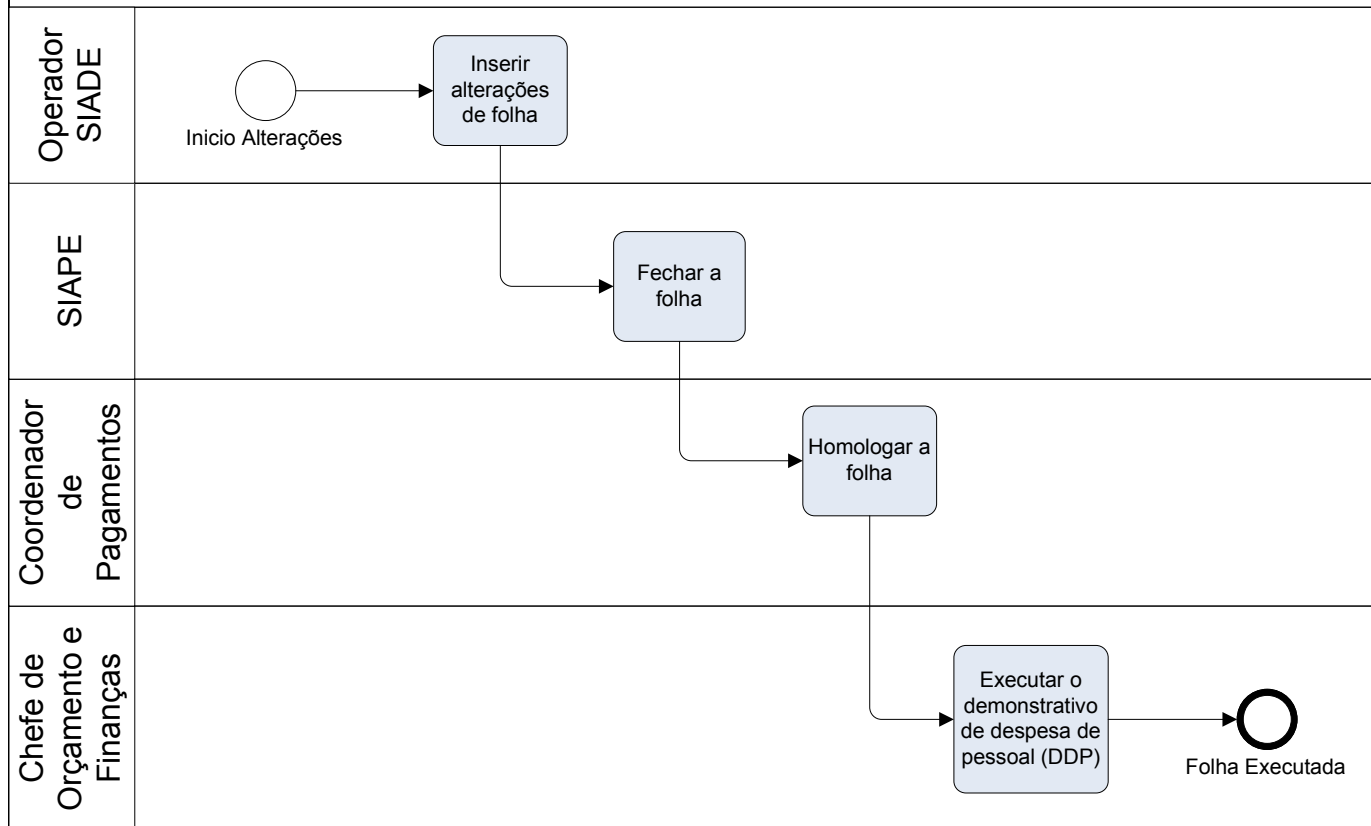 Operador
SIADE
Inicio Alterações
Inserir
alterações
de folha
SIAPE
Fechar a
folha
Coordenador
de
Pagamentos
Homologar a
folha
Chefe de
Orçamento e
Finanças
Executar o
demonstrativo
de despesa de
pessoal (DDP)
Folha Executada